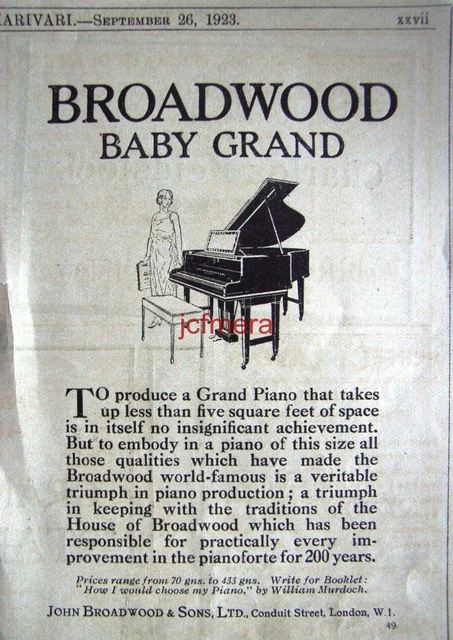 ARIVARI.—SEPTEMBER 26, 1923. xxvii
BROADWOOD
BABY GRAND
jcfmera
TO produce a Grand Piano that takes
up less than five square feet of space
is in itself no insignificant achievement.
But to embody in a piano of this size all
those qualities which have made the
Broadwood world-famous is a veritable
triumph in piano production; a triumph
in keeping with the traditions of the
House of Broadwood which has been
responsible for practically every im-
provement in the pianoforte for 200 years.
Prices range from 70 gns. to 433 gns. Write for Booklet:
"How I would choose my Piano," by William Murdoch.
JOHN BROADWOOD & SONS, LTD., Conduit Street, London, W.1.
49